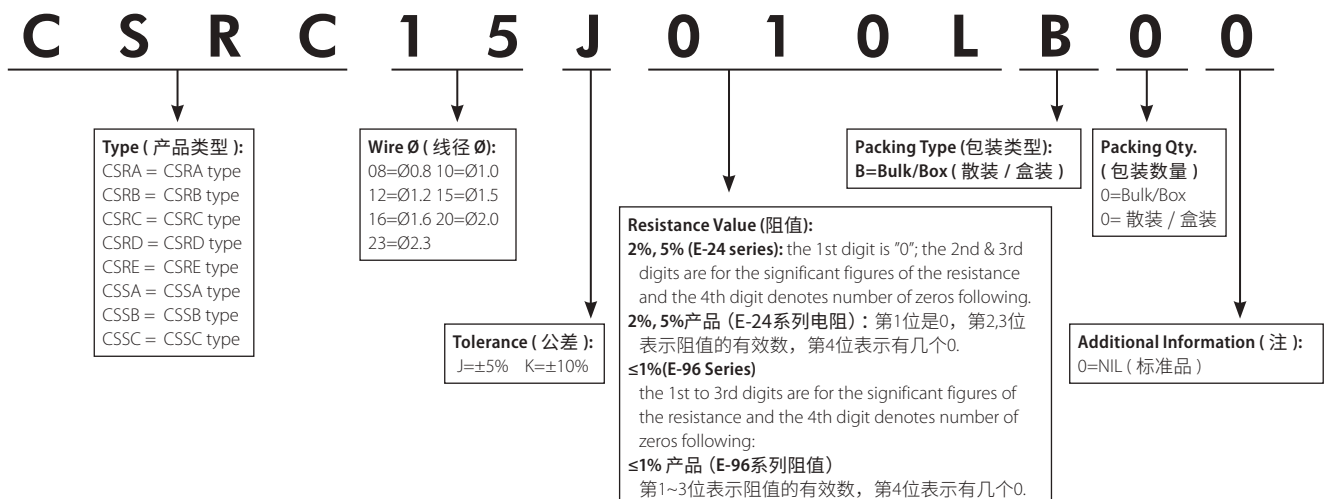 C S R C 1 5 J 0 1 0 L B 0 0
Type ( 产品类型 ):
CSRA = CSRA type
CSRB = CSRB type
CSRC = CSRC type
CSRD = CSRD type
CSRE = CSRE type
CSSA = CSSA type
CSSB = CSSB type
CSSC = CSSC type
Wire Ø ( 线径 Ø):
08=Ø0.8 10=Ø1.0
12=Ø1.2 15=Ø1.5
16=Ø1.6 20=Ø2.0
23=Ø2.3
Tolerance ( 公差 ):
J=±5% K=±10%
Resistance Value (阻值):
2%, 5% (E-24 series): the 1st digit is "0"; the 2nd & 3rd
digits are for the significant figures of the resistance
and the 4th digit denotes number of zeros following.
2%, 5%产品（E-24系列电阻）：第1位是0，第2,3位
表示阻值的有效数，第4位表示有几个0.
≤1%(E-96 Series)
the 1st to 3rd digits are for the significant figures of
the resistance and the 4th digit denotes number of
zeros following:
≤1% 产品（E-96系列阻值）
第1~3位表示阻值的有效数，第4位表示有几个0.
Packing Type (包装类型):
B=Bulk/Box ( 散装 / 盒装 )
Packing Qty.
( 包装数量 )
0=Bulk/Box
0= 散装 / 盒装
Additional Information ( 注 ):
0=NIL ( 标准品 )